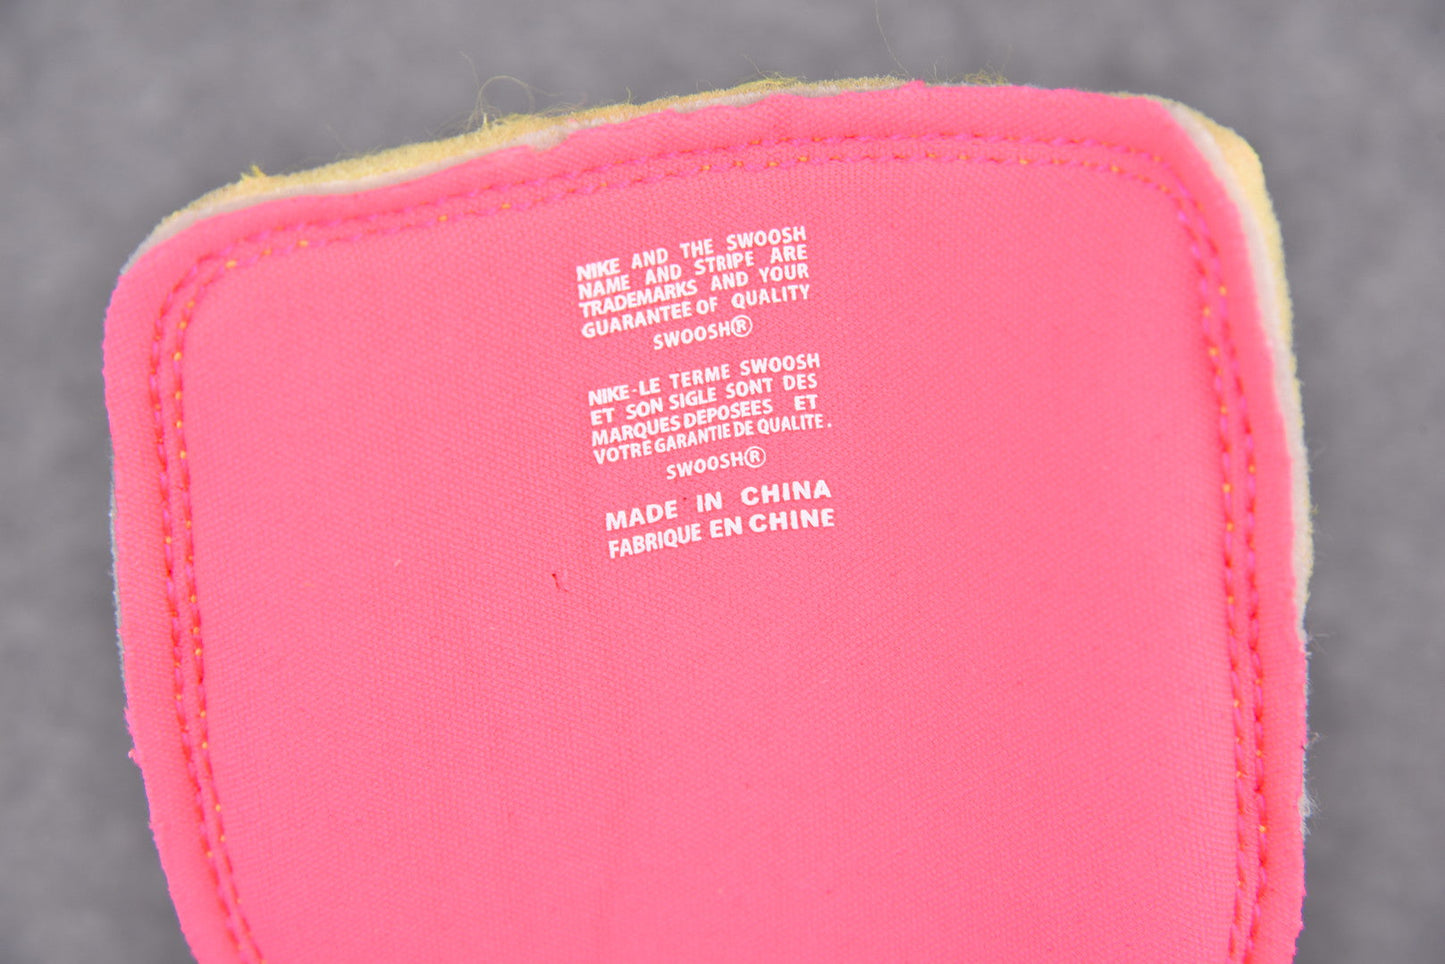 NIKE AND THE SWOOSH
NAME AND STRIPE ARE
TRADEMARKS AND YOUR
GUARANTEE OF QUALITY
SWOOSH®
NIKE-LE TERME SWOOSH
ET SON SIGLE SONT DES
MARQUES DEPOSEES ET
VOTRE GARANTIE DE QUALITE.
SWOOSH®
MADE IN CHINA
FABRIQUE EN CHINE